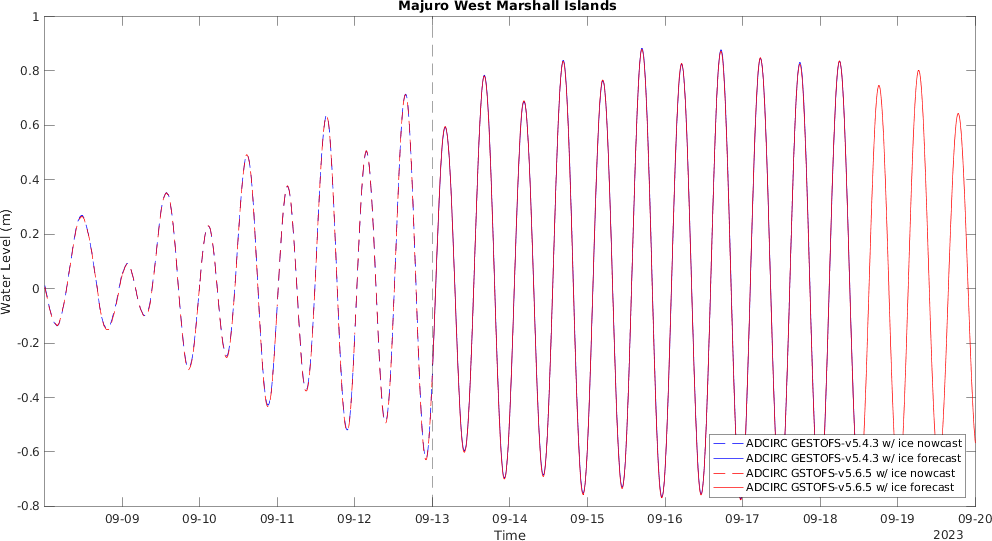 Majuro West Marshall Islands
1
0.8
0.6
0.4
0.2
0
-0.2
-0.4
-0.6
-0.8
Water Level (m)
ADCIRC GESTOFS-v5.4.3 w/ ice nowcast
ADCIRC GESTOFS-v5.4.3 w/ ice forecast
ADCIRC GSTOFS-v5.6.5 w/ ice nowcast
ADCIRC GSTOFS-v5.6.5 w/ ice forecast
09-09 09-10 09-11 09-12 09-13 09-14 09-15 09-16 09-17 09-18 09-19 09-20
Time
2023